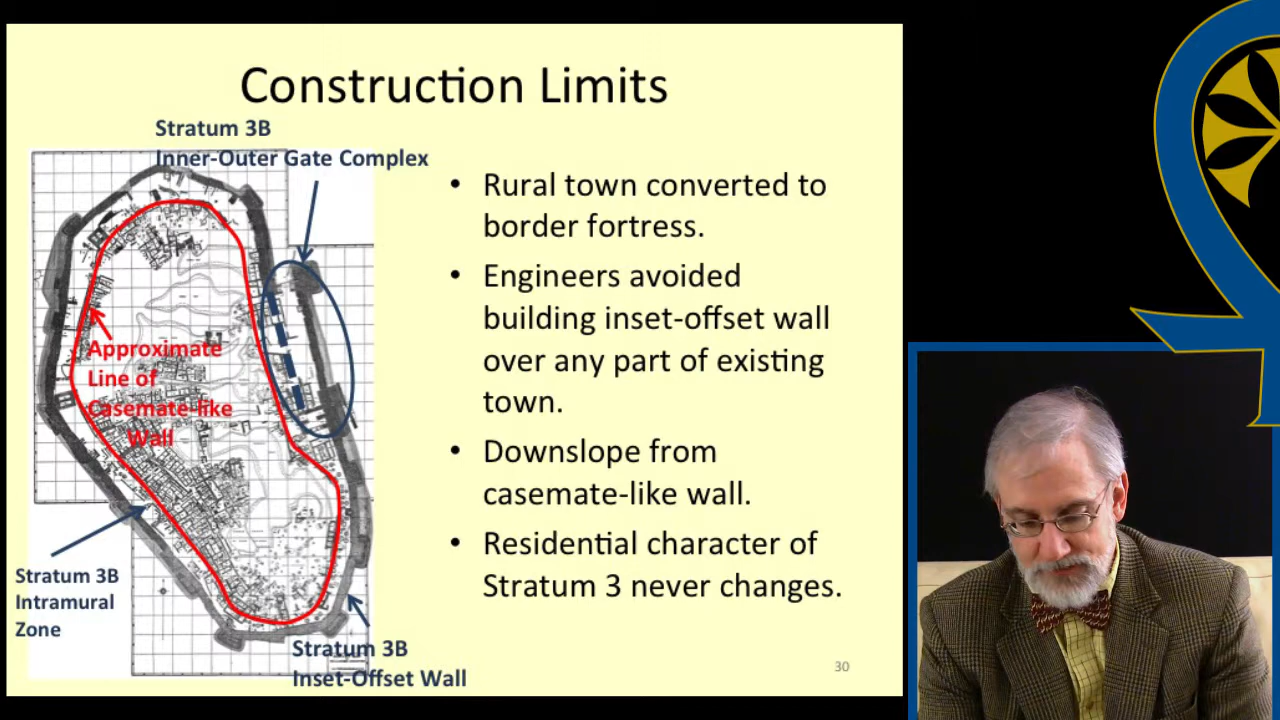 Construction Limits
Stratum 3B
Inner-Outer Gate Complex
• Rural town converted to
border fortress.
• Engineers avoided
building inset-offset wall
over any part of existing
town.
• Downslope from
casemate-like wall.
• Residential character of
Stratum 3 never changes.
Approximate
Line of
Casemate-like
Wall
Stratum 3B
Intramural
Zone
Stratum 3B
Inset-Offset Wall
30